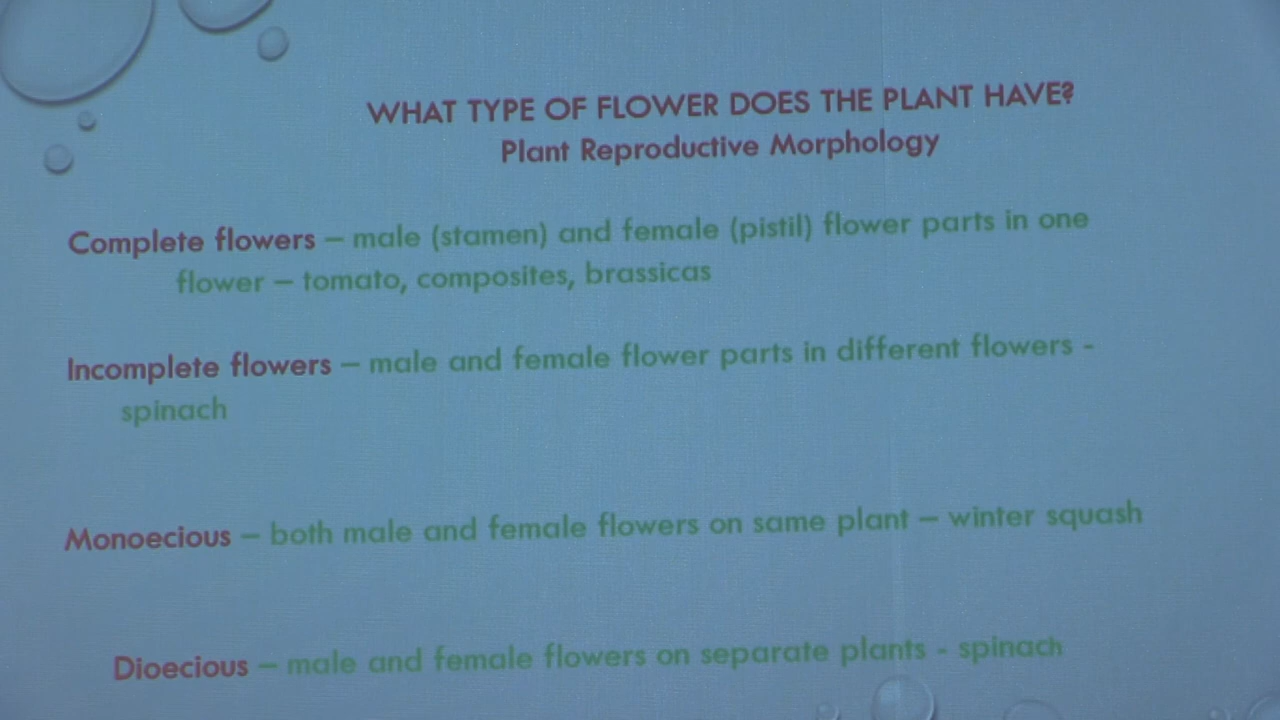 WHAT TYPE OF FLOWER DOES THE PLANT HAVE?
Plant Reproductive Morphology
Complete flowers – male (stamen) and female (pistil) flower parts in one
flower – tomato, composites, brassicas
Incomplete flowers – male and female flower parts in different flowers -
spinach
Monoecious – both male and female flowers on same plant – winter squash
Dioecious – male and female flowers on separate plants - spinach